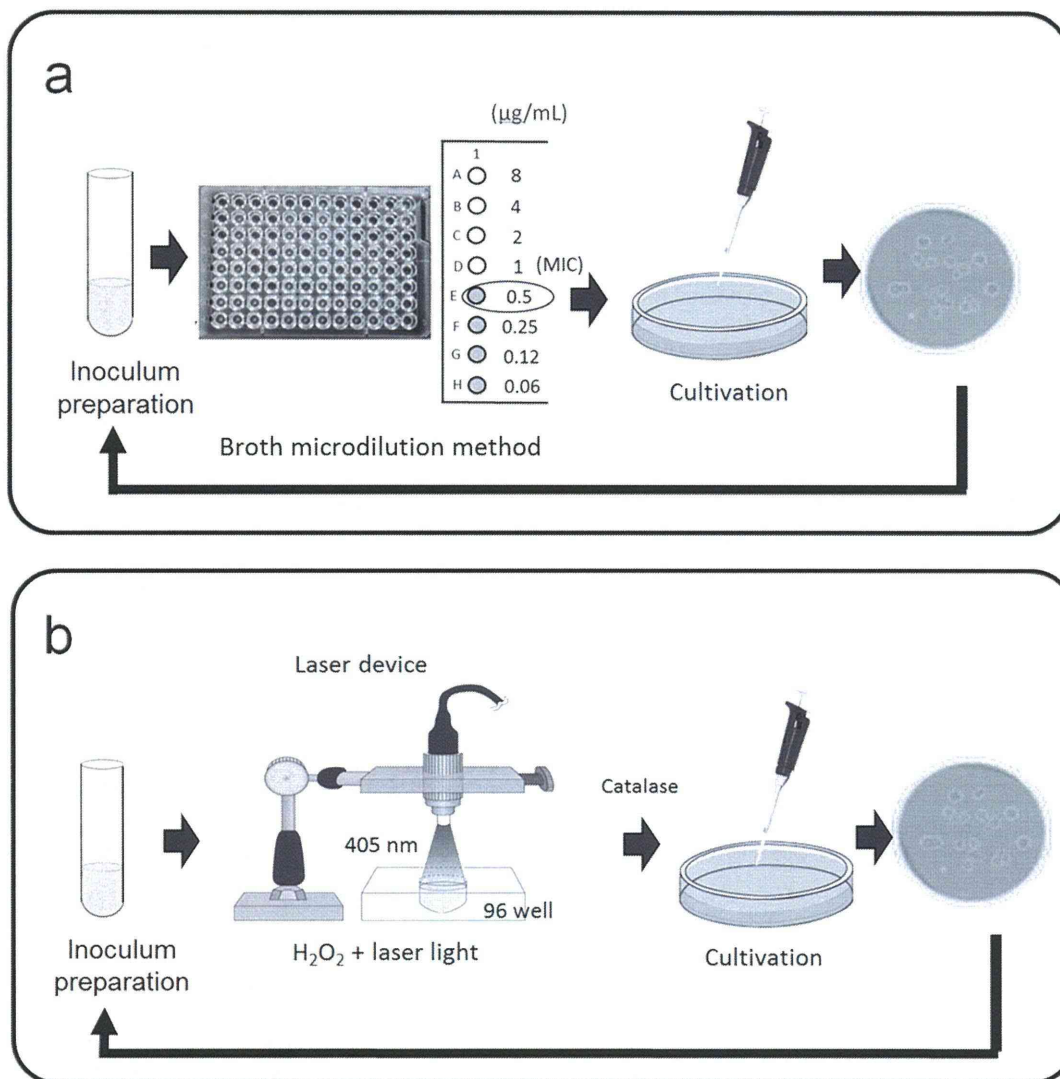 a
(µg/mL)
1
A 8
B 4
C 2
D 1 (MIC)
E 0.5
F 0.25
G 0.12
H 0.06
Inoculum
preparation
Cultivation
Broth microdilution method
b
Laser device
Catalase
405 nm
96 well
Inoculum
preparation
H₂O₂ + laser light
Cultivation